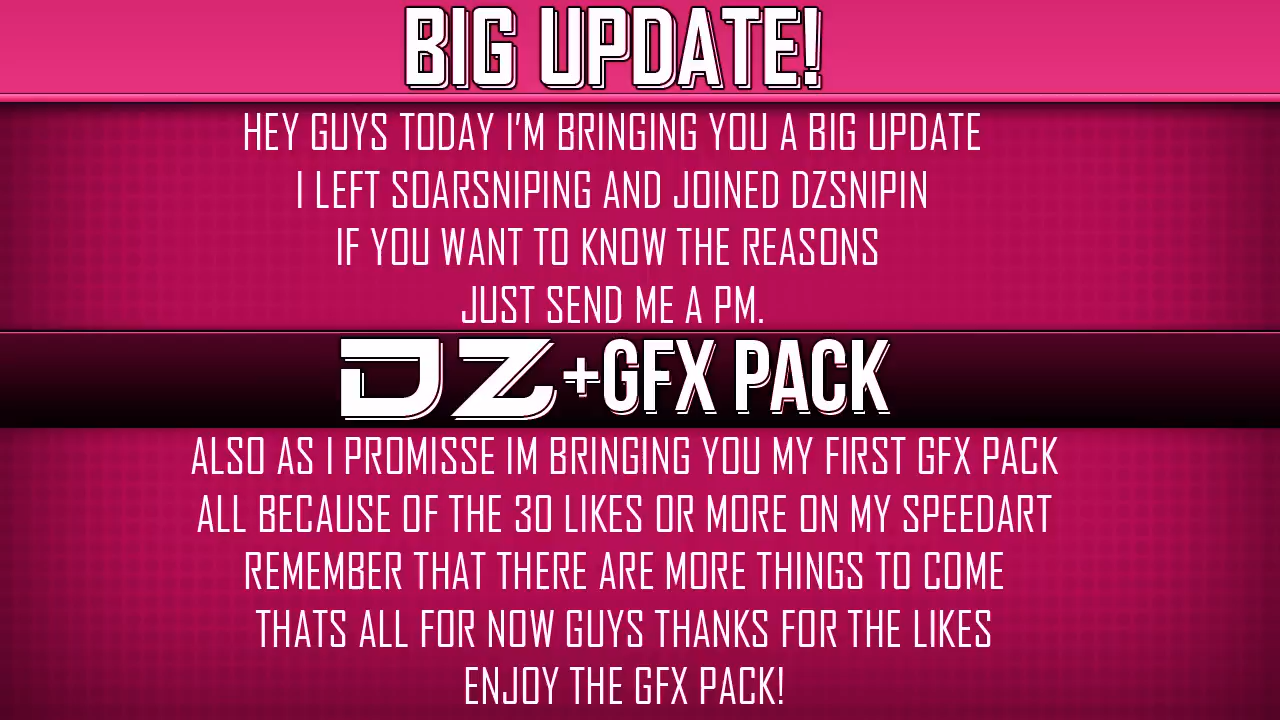 BIG UPDATE!
HEY GUYS TODAY I'M BRINGING YOU A BIG UPDATE
I LEFT SOARSNIPING AND JOINED DZSNIPIN
IF YOU WANT TO KNOW THE REASONS
JUST SEND ME A PM.
DZ+GFX PACK
ALSO AS I PROMISSE IM BRINGING YOU MY FIRST GFX PACK
ALL BECAUSE OF THE 30 LIKES OR MORE ON MY SPEEDART
REMEMBER THAT THERE ARE MORE THINGS TO COME
THATS ALL FOR NOW GUYS THANKS FOR THE LIKES
ENJOY THE GFX PACK!